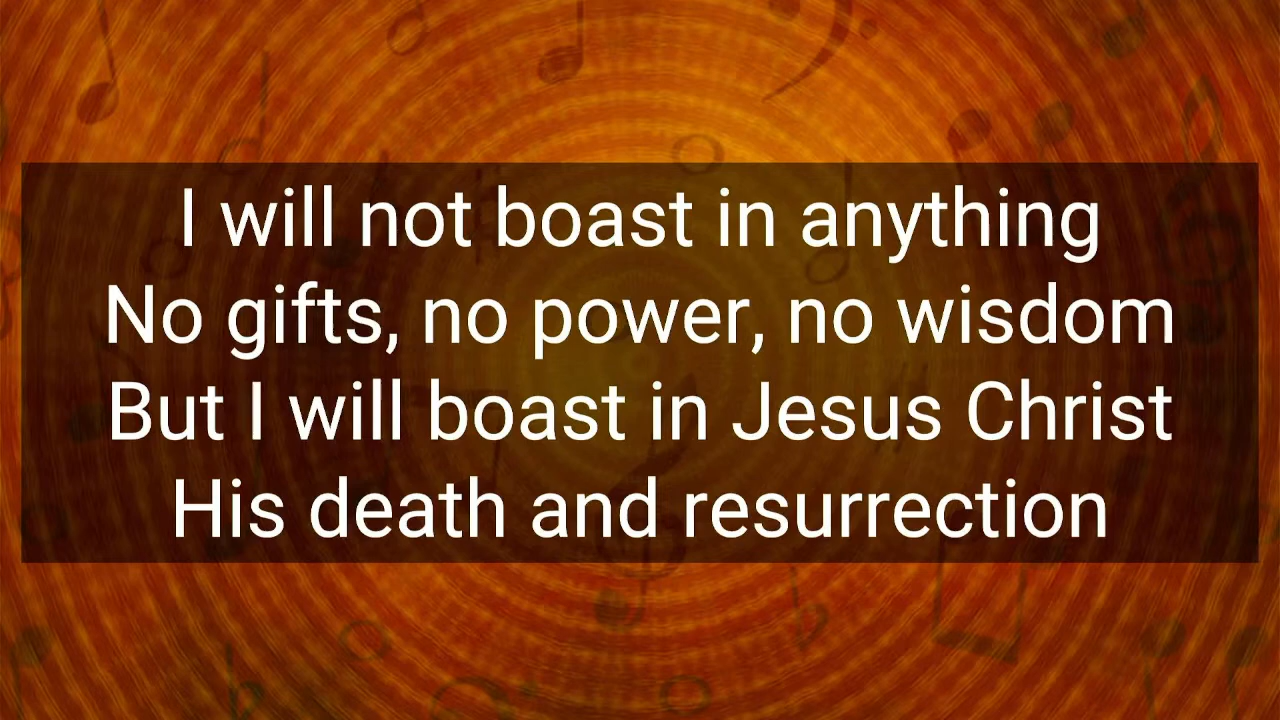 I will not boast in anything
No gifts, no power, no wisdom
But I will boast in Jesus Christ
His death and resurrection